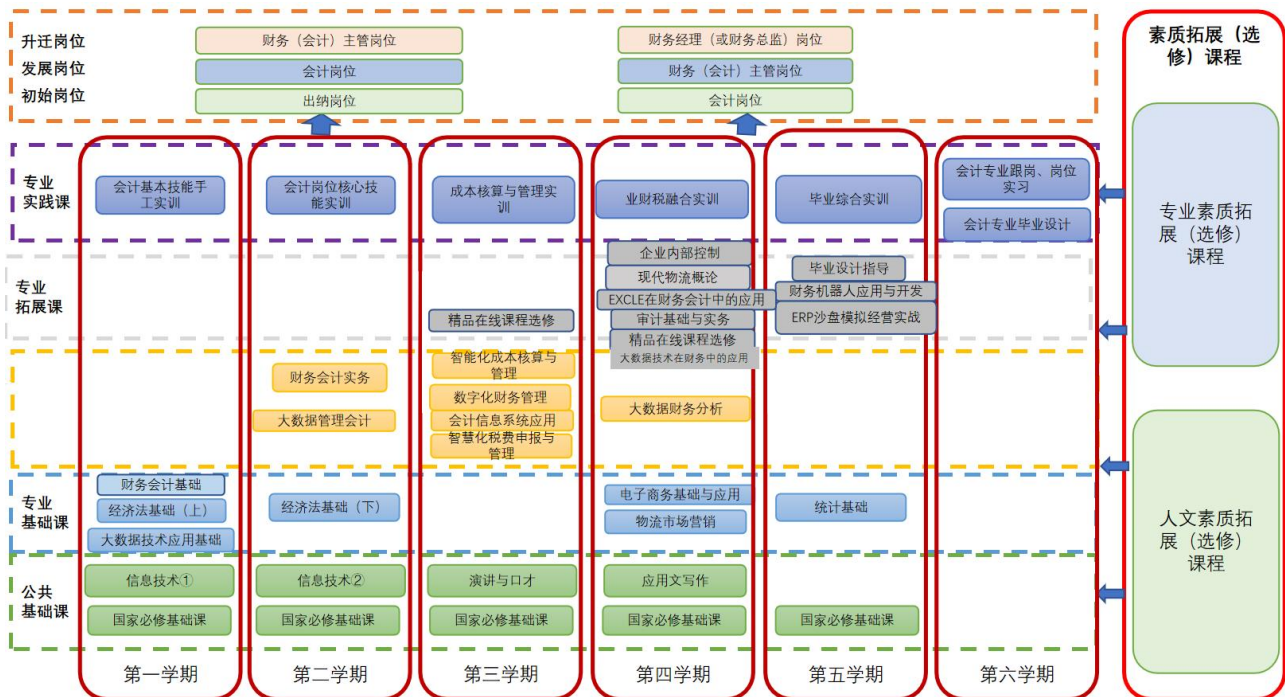 升迁岗位
财务（会计）主管岗位
财务经理（或财务总监）岗位
发展岗位
会计岗位
财务（会计）主管岗位
初始岗位
出纳岗位
会计岗位
素质拓展（选
修）课程
专业
实践课
会计基本技能手
工实训
会计岗位核心技
能实训
成本核算与管理实
训
业财税融合实训
毕业综合实训
会计专业跟岗、岗位
实习
会计专业毕业设计
专业
拓展课
精品在线课程选修
企业内部控制
现代物流概论
EXCLE在财务会计中的应用
审计基础与实务
精品在线课程选修
大数据技术在财务中的应用
毕业设计指导
财务机器人应用与开发
ERP沙盘模拟经营实战
财务会计实务
大数据管理会计
智能化成本核算与
管理
数字化财务管理
会计信息系统应用
智慧化税费申报与
管理
大数据财务分析
专业
基础课
财务会计基础
经济法基础（上）
大数据技术应用基础
经济法基础（下）
电子商务基础与应用
物流市场营销
统计基础
公共
基础课
信息技术①
信息技术②
演讲与口才
应用文写作
国家必修基础课
国家必修基础课
国家必修基础课
国家必修基础课
国家必修基础课
第一学期
第二学期
第三学期
第四学期
第五学期
第六学期
专业素质拓
展（选修）
课程
人文素质拓
展（选修）
课程